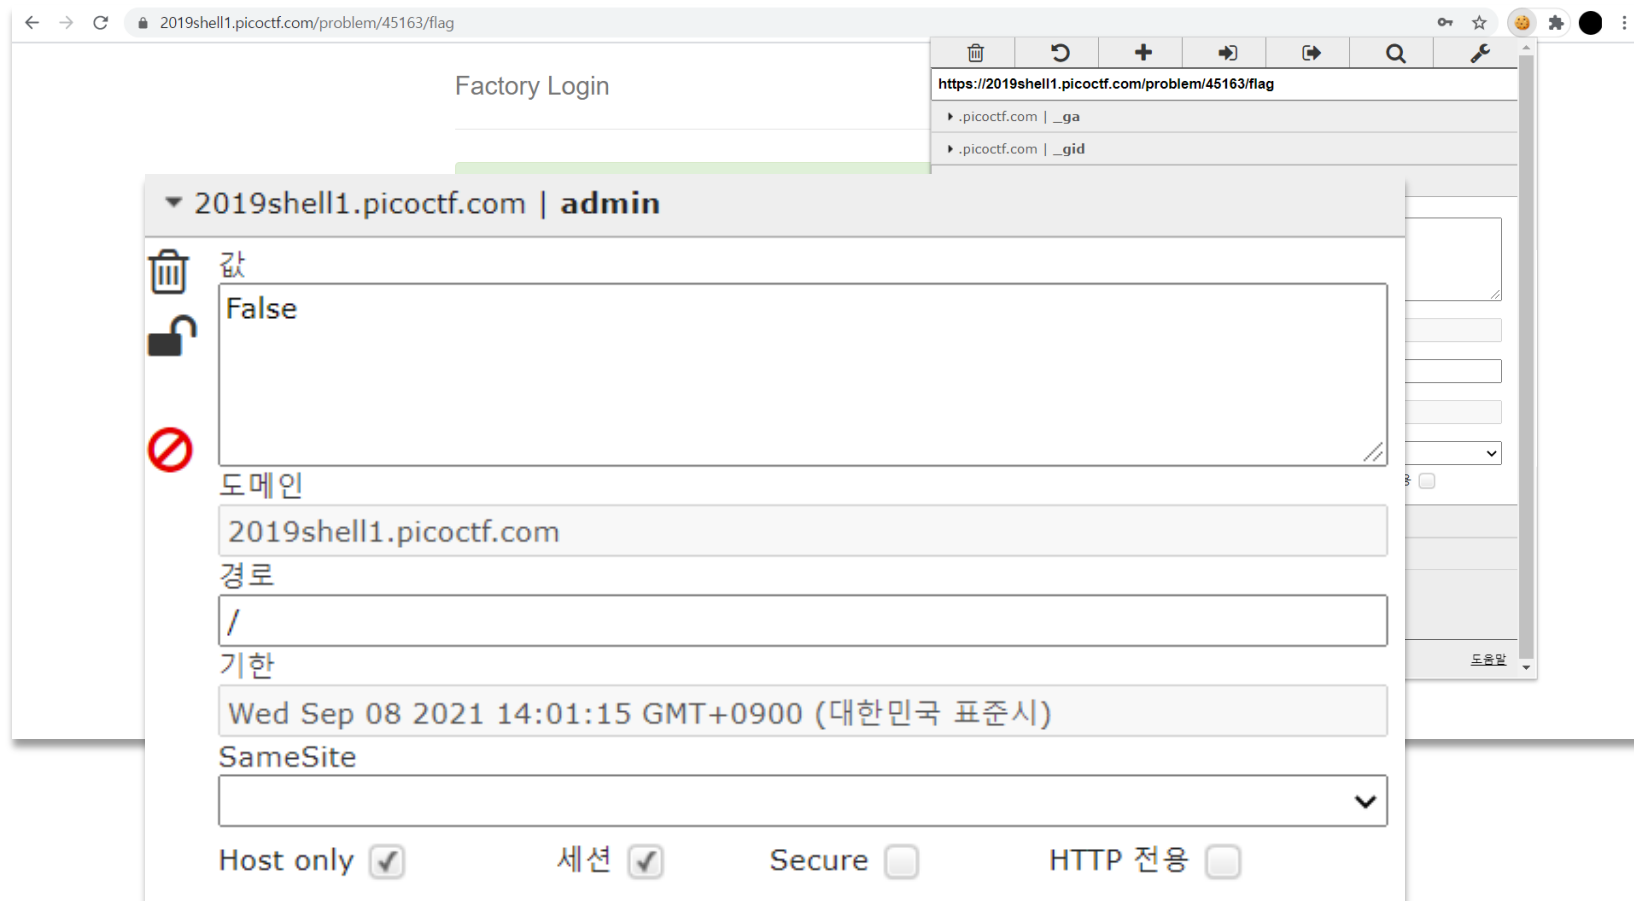 2019shell1.picoctf.com/problem/45163/flag
Factory Login
https://2019shell1.picoctf.com/problem/45163/flag
.picoctf.com | _ga
.picoctf.com | _gid
2019shell1.picoctf.com | admin
값
False
도메인
2019shell1.picoctf.com
경로
/
기한
Wed Sep 08 2021 14:01:15 GMT+0900 (대한민국 표준시)
SameSite
Host only 세션 Secure HTTP 전용
도움말